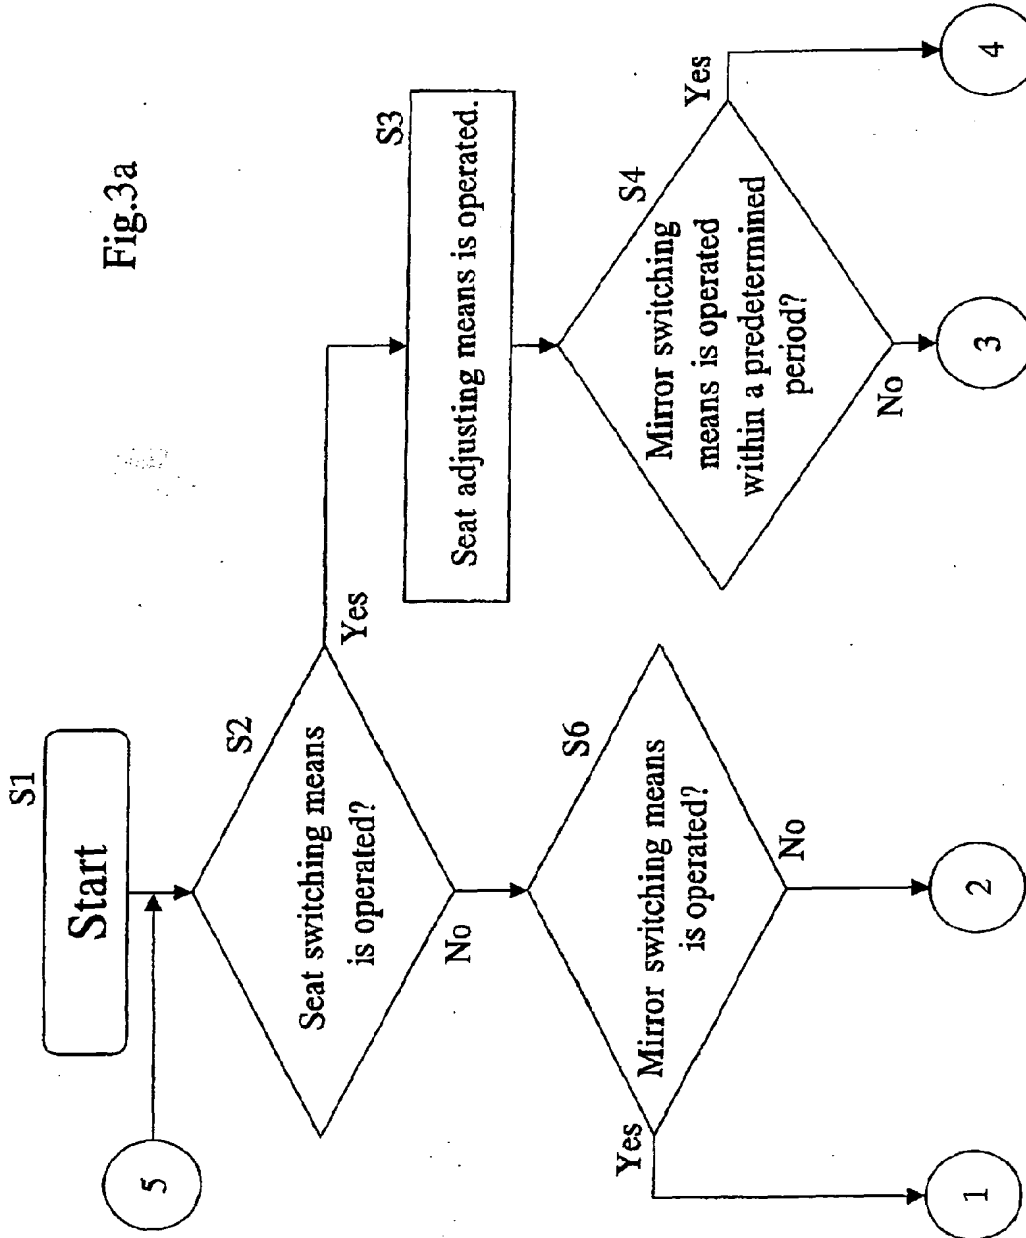 Fig.3a
S1
Start
5
S2
Seat switching means
is operated?
Yes
No
S3
Seat adjusting means is operated.
S4
Mirror switching
means is operated
within a predetermined
period?
Yes
No
S6
Mirror switching means
is operated?
Yes
No
1
2
3
4